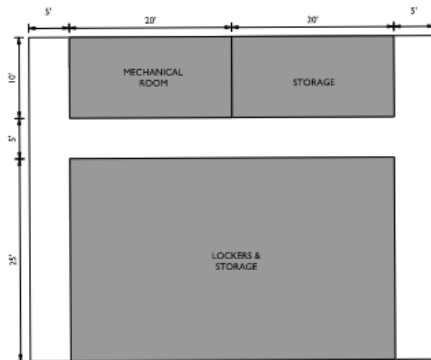 5'
20'
20'
5'
10'
MECHANICAL
ROOM
STORAGE
5'
25'
LOCKERS &
STORAGE